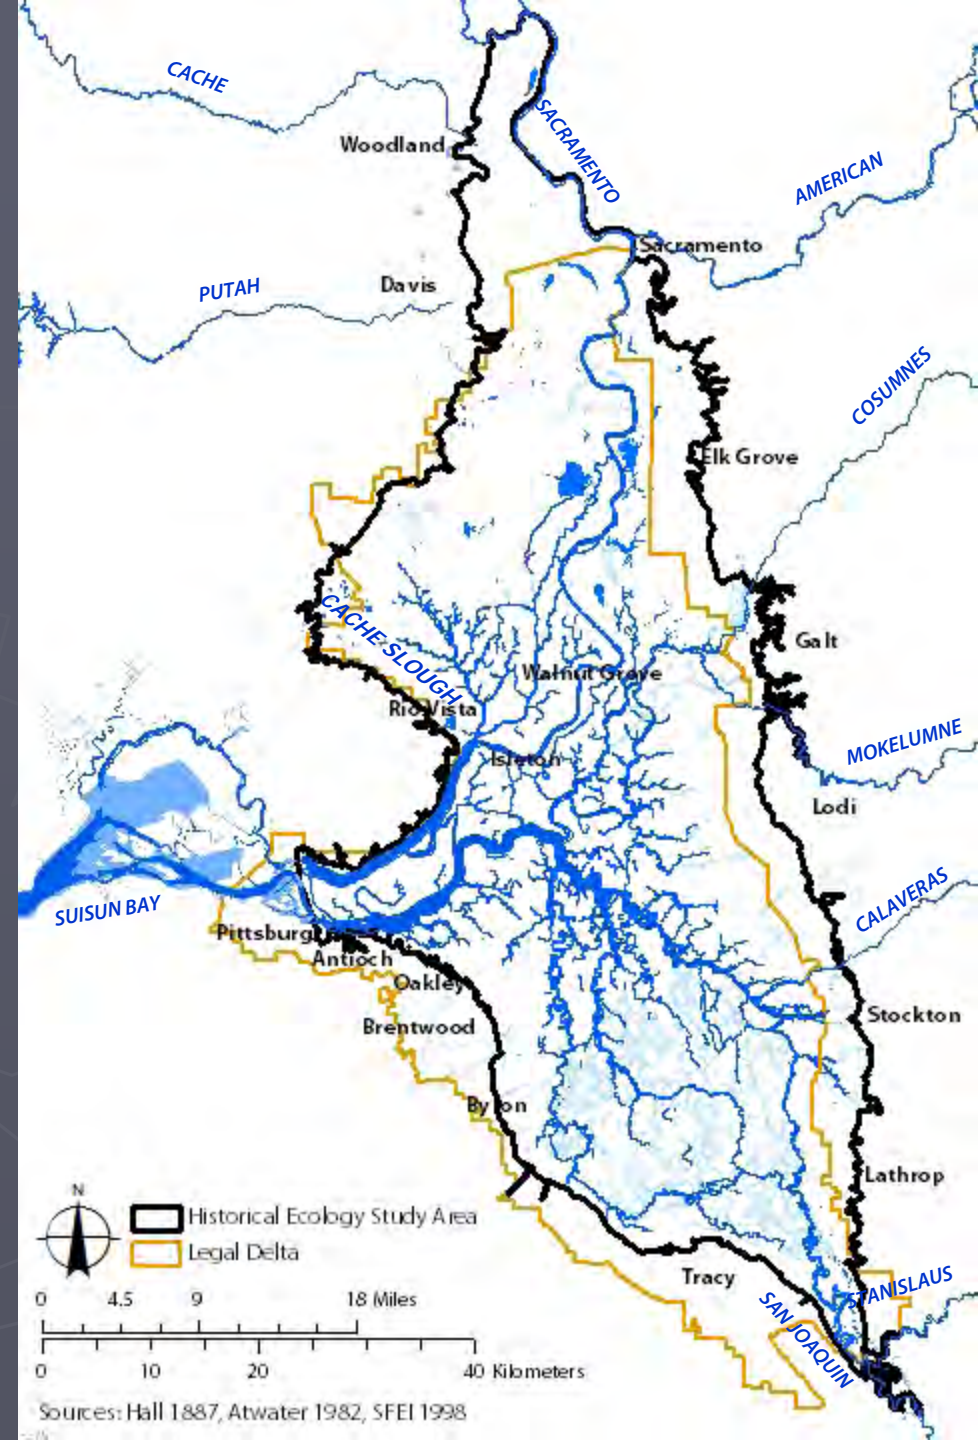 CACHE
SACRAMENTO
Woodland
AMERICAN
Sacramento
Davis
PUTAH
COSUMNES
Elk Grove
CACHE SLOUGH
Galt
Walnut Grove
Rio Vista
MOKELUMNE
Isleton
Lodi
CALAVERAS
SUISUN BAY
Pittsburg
Antioch
Oakley
Stockton
Brentwood
Byron
Lathrop
N
Historical Ecology Study Area
Legal Delta
Tracy
STANISLAUS
SAN JOAQUIN
0 4.5 9 18 Miles
0 10 20 40 Kilometers
Sources: Hall 1887, Atwater 1982, SFEI 1998